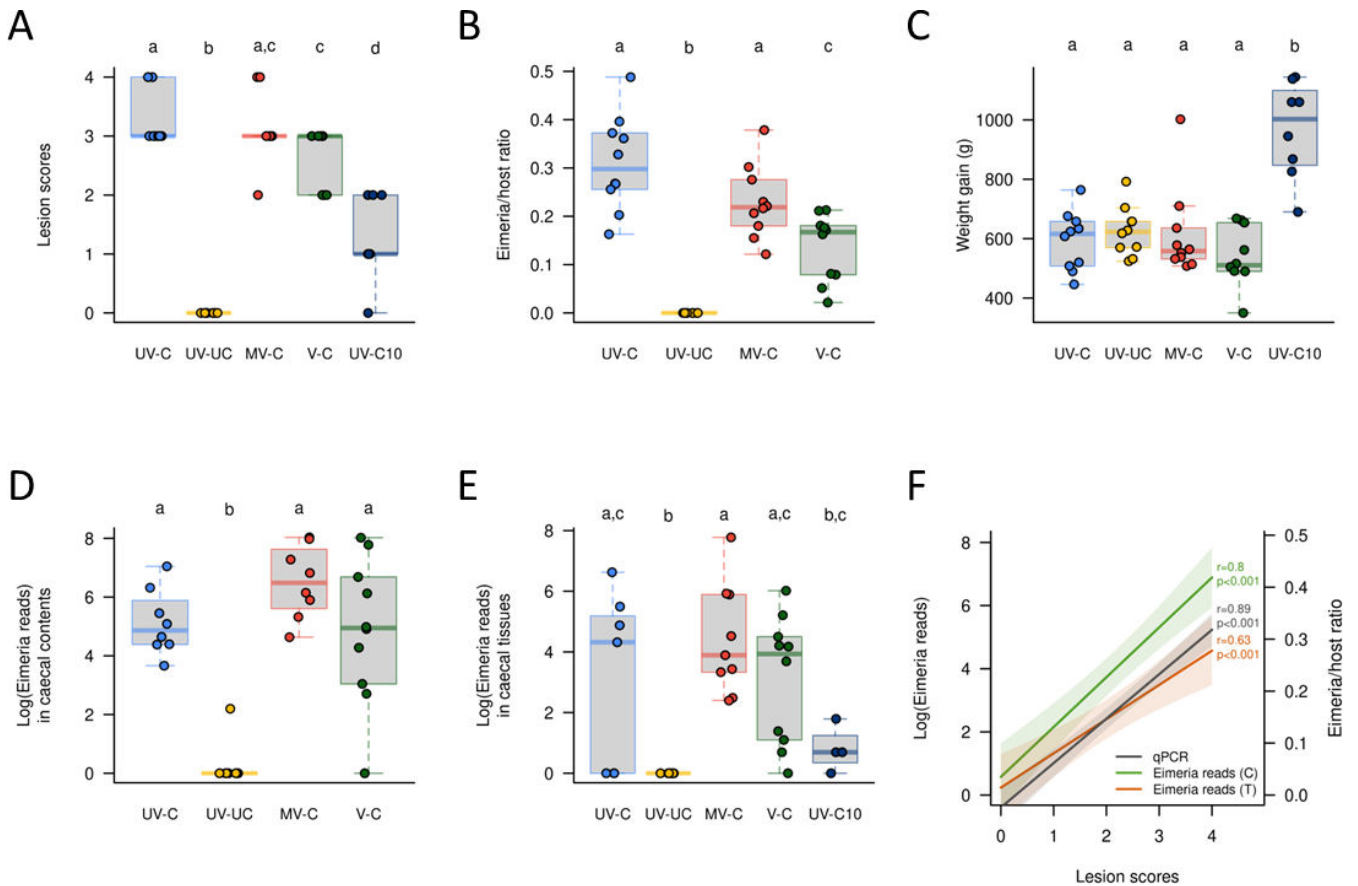 A
a b a,c c d
Lesion scores
4
3
2
1
0
UV-C UV-UC MV-C V-C UV-C10
B
a b a c
Eimeria/host ratio
0.5
0.4
0.3
0.2
0.1
0.0
UV-C UV-UC MV-C V-C
C
a a a a b
Weight gain (g)
1000
800
600
400
UV-C UV-UC MV-C V-C UV-C10
D
a b a a
Log(Eimeria reads)
in caecal contents
8
6
4
2
0
UV-C UV-UC MV-C V-C
E
a,c b a a,c b,c
Log(Eimeria reads)
in caecal tissues
8
6
4
2
0
UV-C UV-UC MV-C V-C UV-C10
F
Log(Eimeria reads)
8
6
4
2
0
r=0.8
p<0.001
r=0.89
p<0.001
r=0.63
p<0.001
qPCR
Eimeria reads (C)
Eimeria reads (T)
0.5
0.4
0.3
0.2
0.1
0.0
Eimeria/host ratio
0 1 2 3 4
Lesion scores